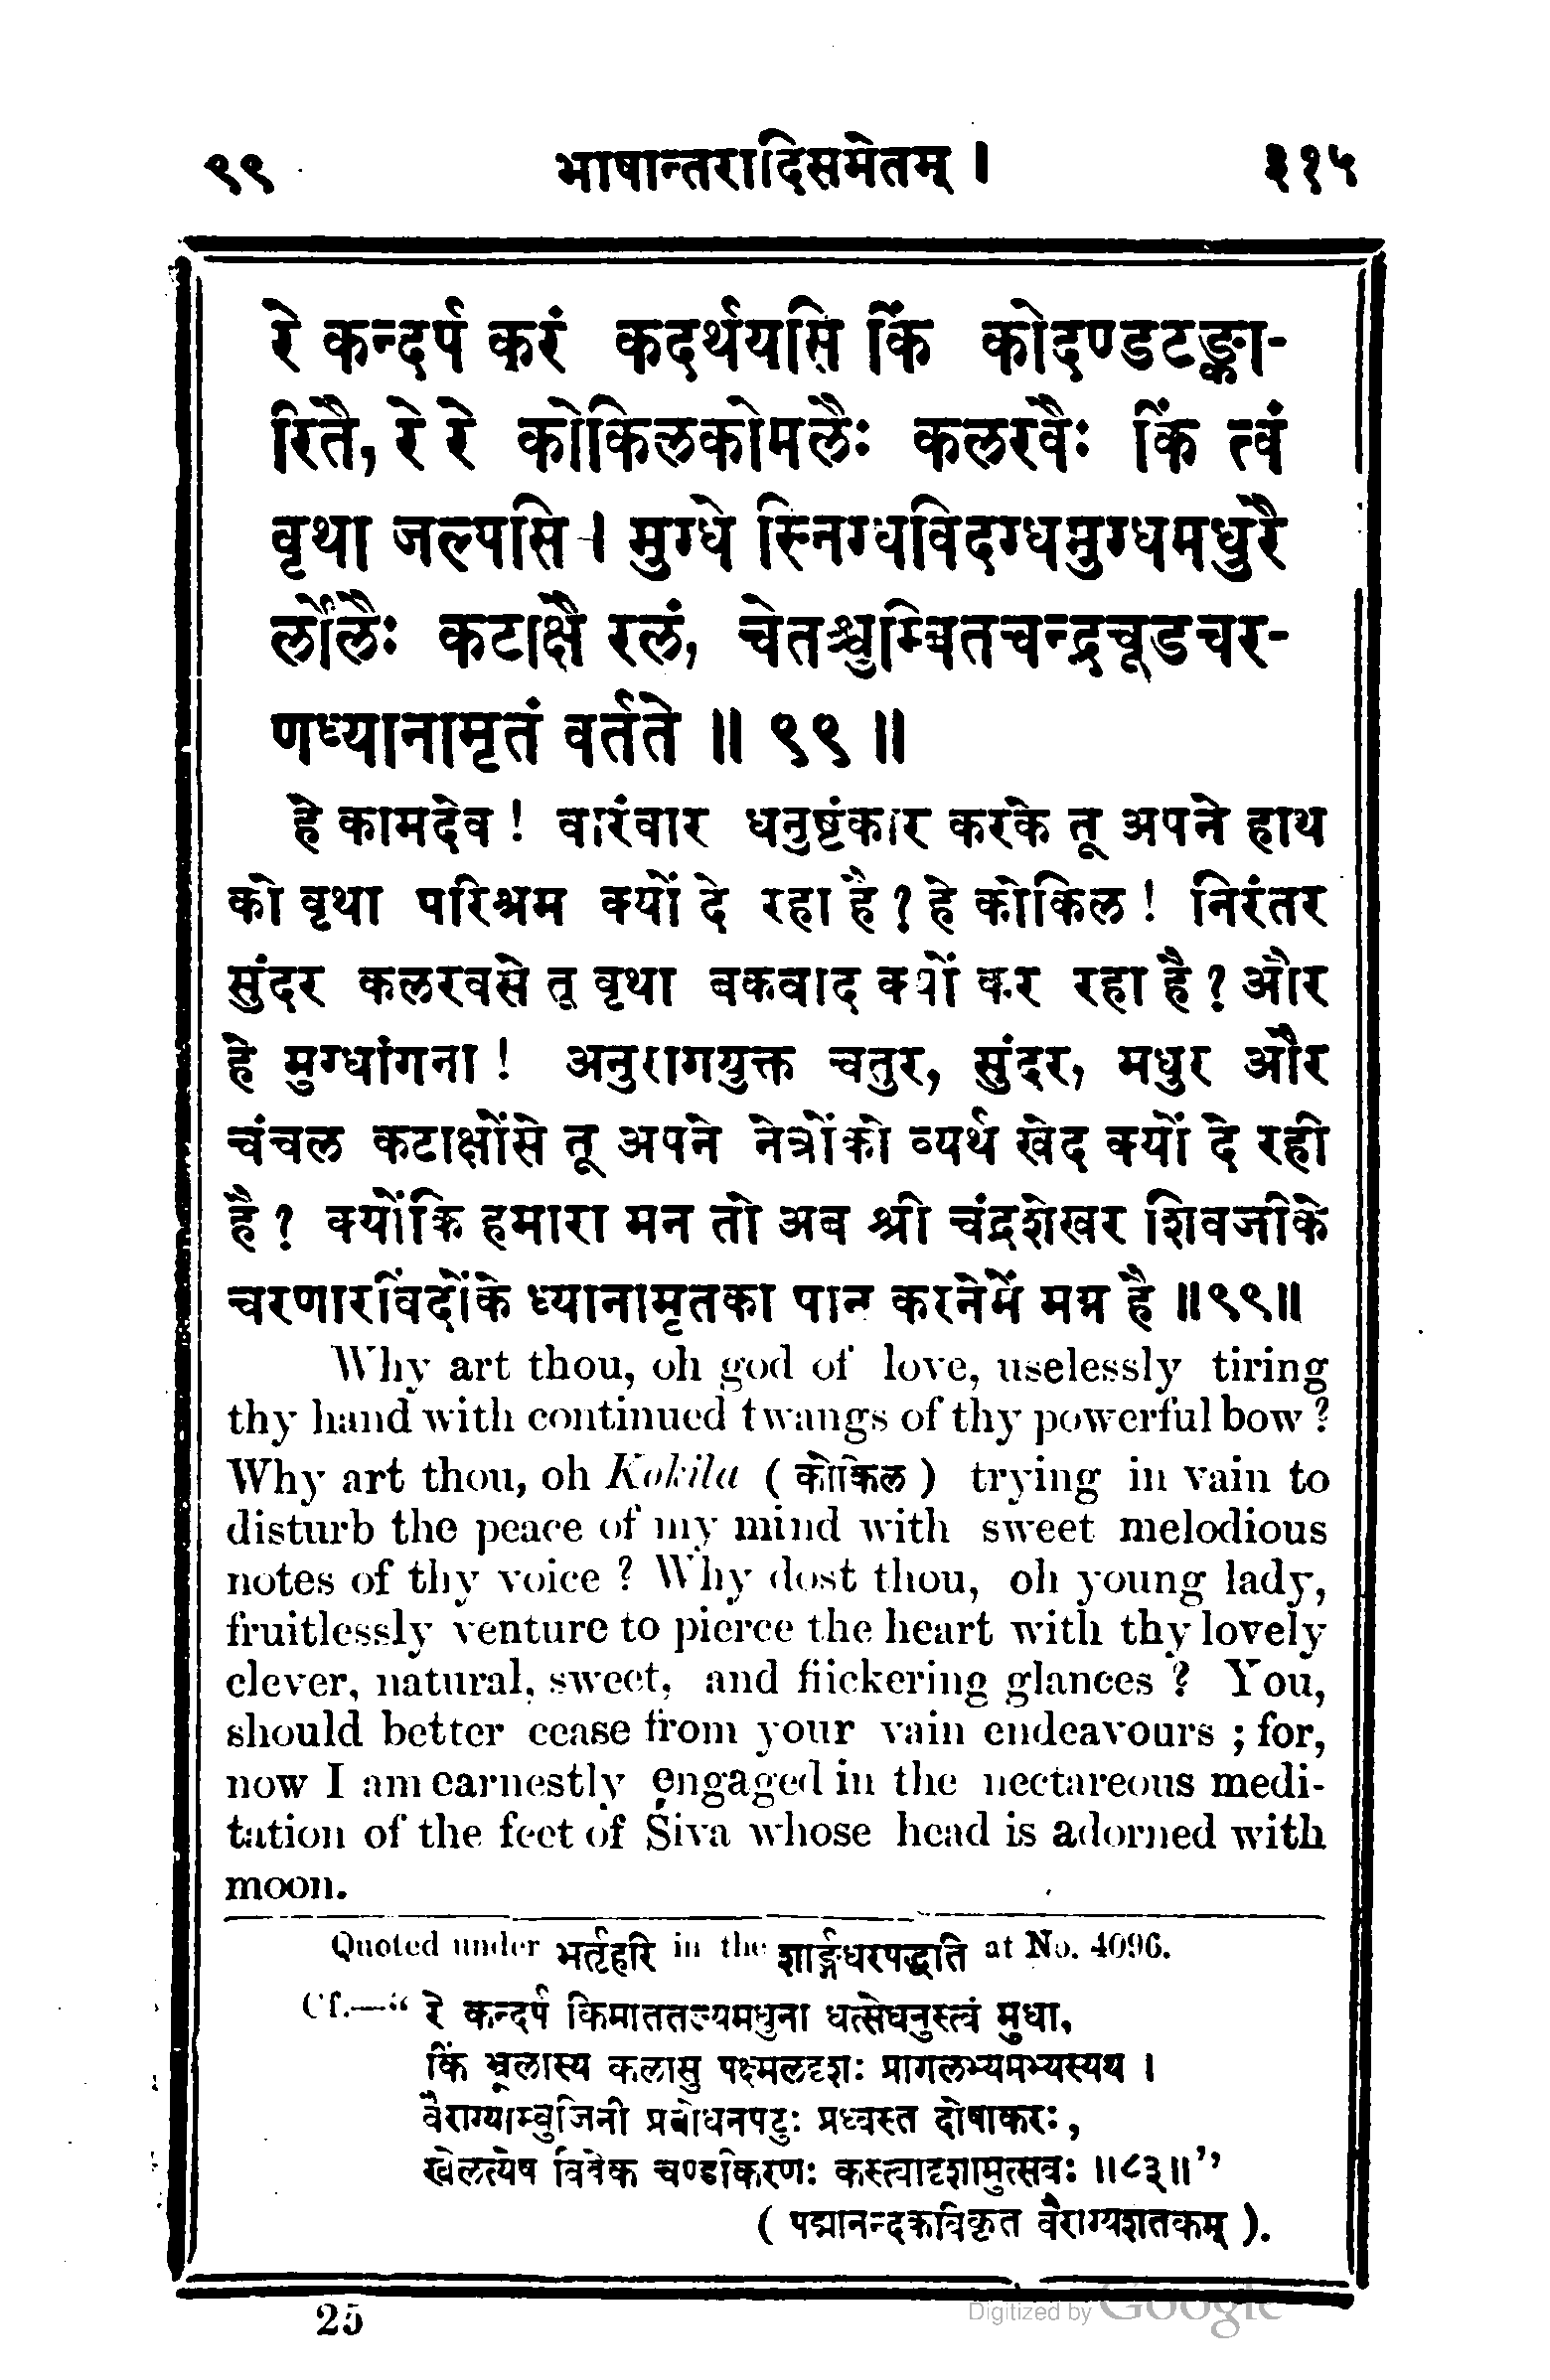 ९९ भाषान्तरादिसमेतम् । ३१५
रे कन्दर्प करं कदर्थयसि किं कोदण्डटङ्का-
रितै, रे रे कोकिलकोमलैः कलरवैः किं त्वं
वृथा जल्पसि । मुग्धे स्निग्धविदग्धमुग्धमधुरै
र्लोलैः कटाक्षै रलं, चेतश्चुम्बितचन्द्रचूडचर-
णध्यानामृतं वर्तते ॥ ९९ ॥
हे कामदेव ! वारंवार धनुष्टंकार करके तू अपने हाथ
को वृथा परिश्रम क्यों दे रहा है ? हे कोकिल ! निरंतर
सुंदर कलरवसे तू वृथा बकवाद क्यों कर रहा है ? और
हे मुग्धांगना ! अनुरागयुक्त चतुर, सुंदर, मधुर और
चंचल कटाक्षोंसे तू अपने नेत्रोंको व्यर्थ खेद क्यों दे रही
है ? क्योंकि हमारा मन तो अब श्री चंद्रशेखर शिवजीके
चरणारविंदोंके ध्यानामृतका पान करनेमें मग्न है ॥९९॥
Why art thou, oh god of love, uselessly tiring
thy hand with continued twangs of thy powerful bow ?
Why art thou, oh Kokila ( कोकिल ) trying in vain to
disturb the peace of my mind with sweet melodious
notes of thy voice ? Why dost thou, oh young lady,
fruitlessly venture to pierce the heart with thy lovely
clever, natural, sweet, and fiickering glances ? You,
should better cease from your vain endeavours ; for,
now I am earnestly engaged in the nectareous medi-
tation of the feet of Śiva whose head is adorned with
moon.
Quoted under भर्तृहरि in the शार्ङ्गधरपद्धति at No. 4096.
Cf.—“ रे कन्दर्प किमाततज्यमधुना धत्सेधनुस्त्वं मुधा,
किं भ्रूलास्य कलासु पक्ष्मलदृशः प्रागलभ्यमभ्यस्यथ ।
वैराग्याम्बुजिनी प्रबोधनपटुः प्रध्वस्त दोषाकरः,
खेलत्येष विवेक चण्डकिरणः कस्त्वादृशामुत्सवः ॥८३॥”
( पद्मानन्दकविकृत वैराग्यशतकम् ).
25
Digitized by Google